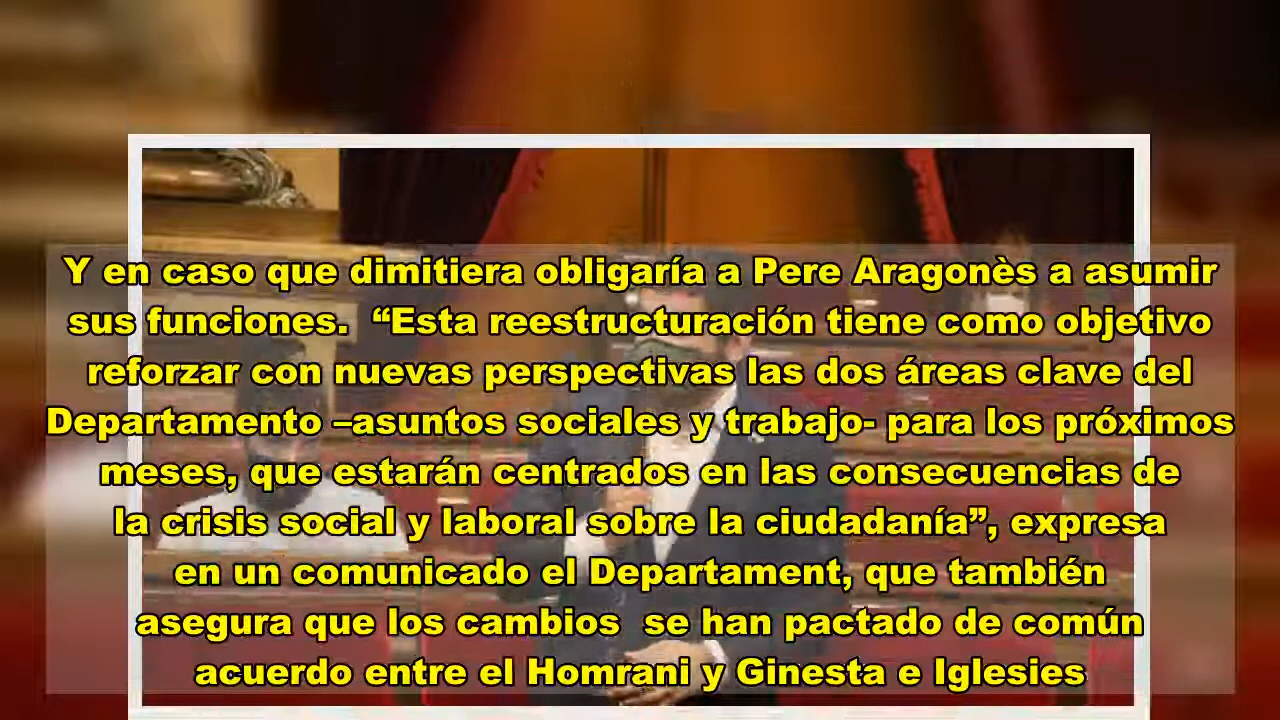 Y en caso que dimitiera obligaría a Pere Aragonès a asumir
sus funciones.  “Esta reestructuración tiene como objetivo
reforzar con nuevas perspectivas las dos áreas clave del
Departamento –asuntos sociales y trabajo- para los próximos
meses, que estarán centrados en las consecuencias de
la crisis social y laboral sobre la ciudadanía”, expresa
en un comunicado el Departament, que también
asegura que los cambios  se han pactado de común
acuerdo entre el Homrani y Ginesta e Iglesies